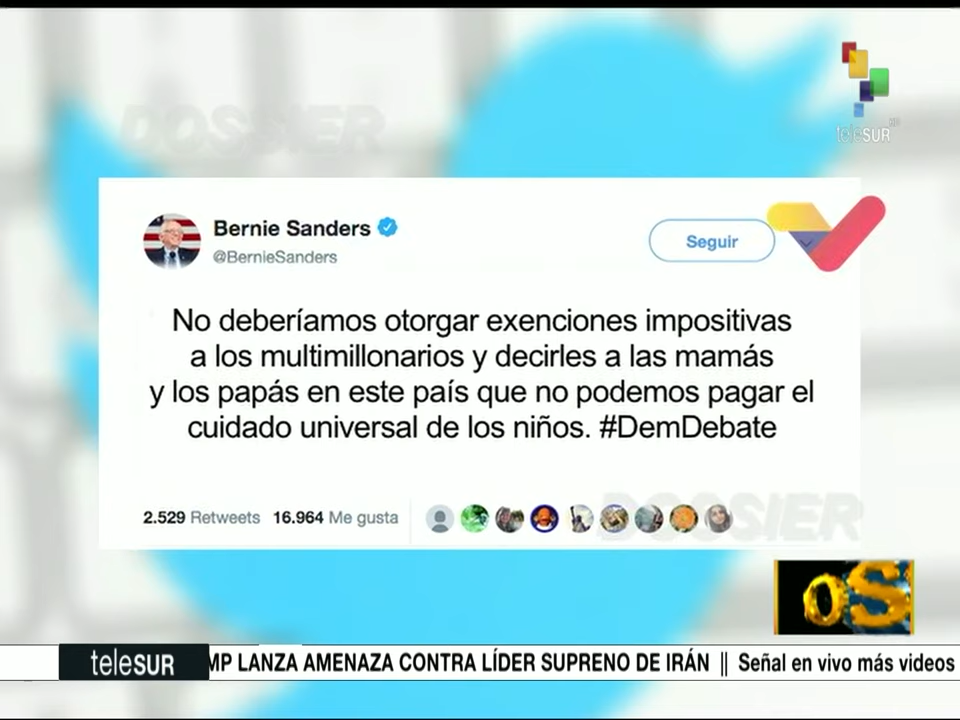 DOSSIER
teleSUR
HD
Bernie Sanders
@BernieSanders
Seguir
No deberíamos otorgar exenciones impositivas
a los multimillonarios y decirles a las mamás
y los papás en este país que no podemos pagar el
cuidado universal de los niños. #DemDebate
2.529 Retweets 16.964 Me gusta
DOSSIER
OS
teleSUR MP LANZA AMENAZA CONTRA LÍDER SUPREMO DE IRÁN || Señal en vivo más videos